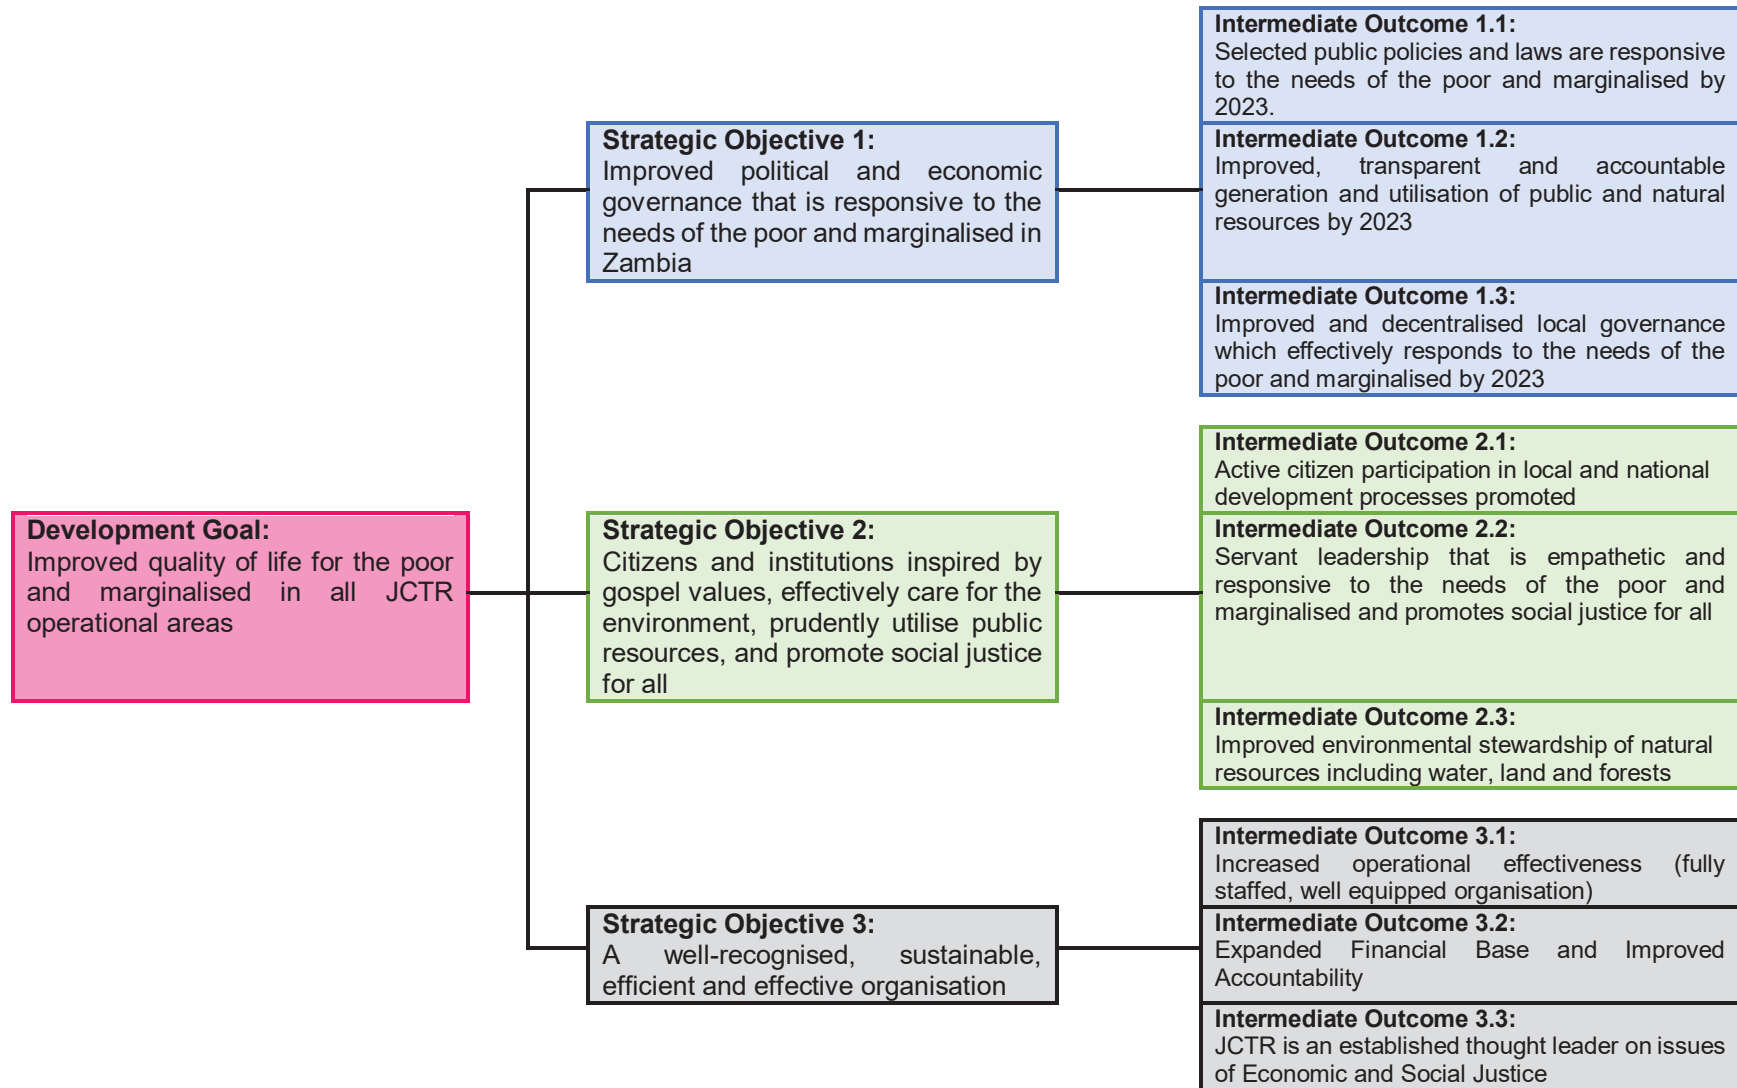 Development Goal:
Improved quality of life for the poor
and marginalised in all JCTR
operational areas
Strategic Objective 1:
Improved political and economic
governance that is responsive to the
needs of the poor and marginalised in
Zambia
Intermediate Outcome 1.1:
Selected public policies and laws are responsive
to the needs of the poor and marginalised by
2023.
Intermediate Outcome 1.2:
Improved, transparent and accountable
generation and utilisation of public and natural
resources by 2023
Intermediate Outcome 1.3:
Improved and decentralised local governance
which effectively responds to the needs of the
poor and marginalised by 2023
Strategic Objective 2:
Citizens and institutions inspired by
gospel values, effectively care for the
environment, prudently utilise public
resources, and promote social justice
for all
Intermediate Outcome 2.1:
Active citizen participation in local and national
development processes promoted
Intermediate Outcome 2.2:
Servant leadership that is empathetic and
responsive to the needs of the poor and
marginalised and promotes social justice for all
Intermediate Outcome 2.3:
Improved environmental stewardship of natural
resources including water, land and forests
Strategic Objective 3:
A well-recognised, sustainable,
efficient and effective organisation
Intermediate Outcome 3.1:
Increased operational effectiveness (fully
staffed, well equipped organisation)
Intermediate Outcome 3.2:
Expanded Financial Base and Improved
Accountability
Intermediate Outcome 3.3:
JCTR is an established thought leader on issues
of Economic and Social Justice